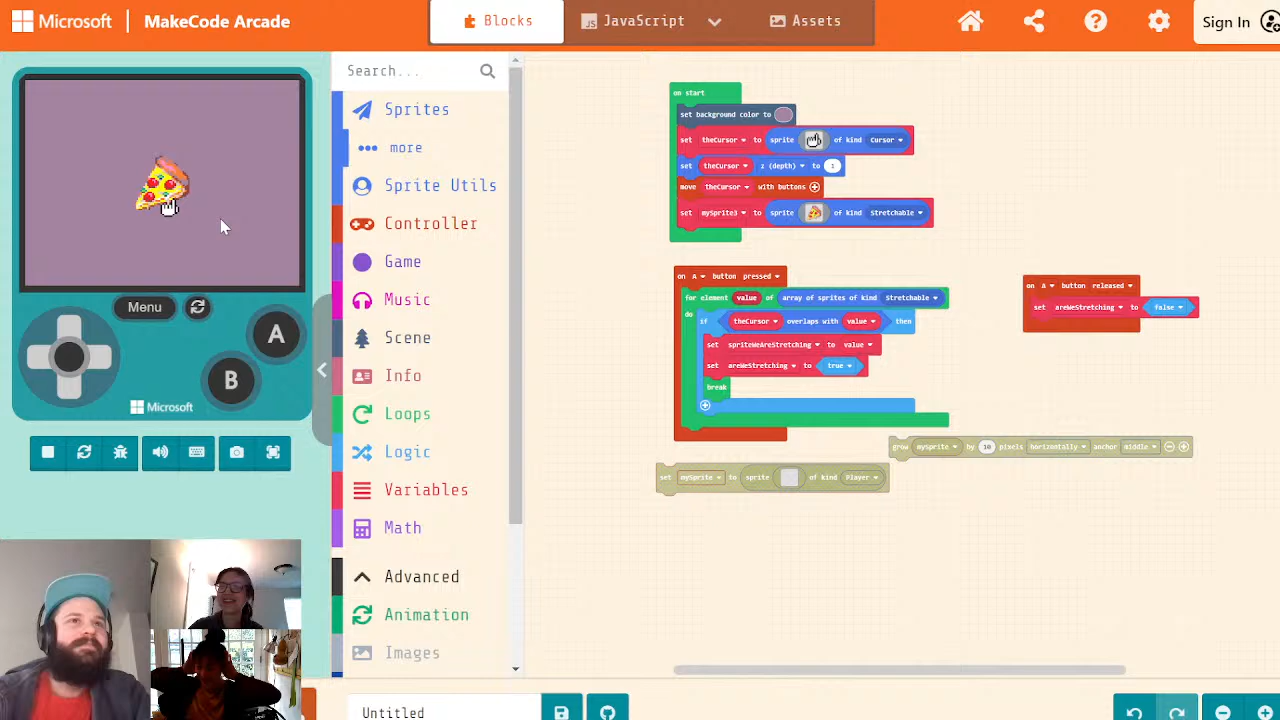 Microsoft | MakeCode Arcade
Blocks
JavaScript
Assets
Sign In
Menu
A
B
Microsoft
Search...
Sprites
more
Sprite Utils
Controller
Game
Music
Scene
Info
Loops
Logic
Variables
Math
Advanced
Animation
Images
on start
set background color to
set theCursor to sprite of kind Cursor
set theCursor z (depth) to 1
move theCursor with buttons
set mySprite3 to sprite of kind Stretchable
on A button pressed
for element value of array of sprites of kind Stretchable
do if theCursor overlaps with value then
set spriteWeAreStretching to value
set areWeStretching to true
break
on A button released
set areWeStretching to false
grow mysprite by 10 pixels horizontally anchor middle
set mySprite to sprite of kind Player
Untitled